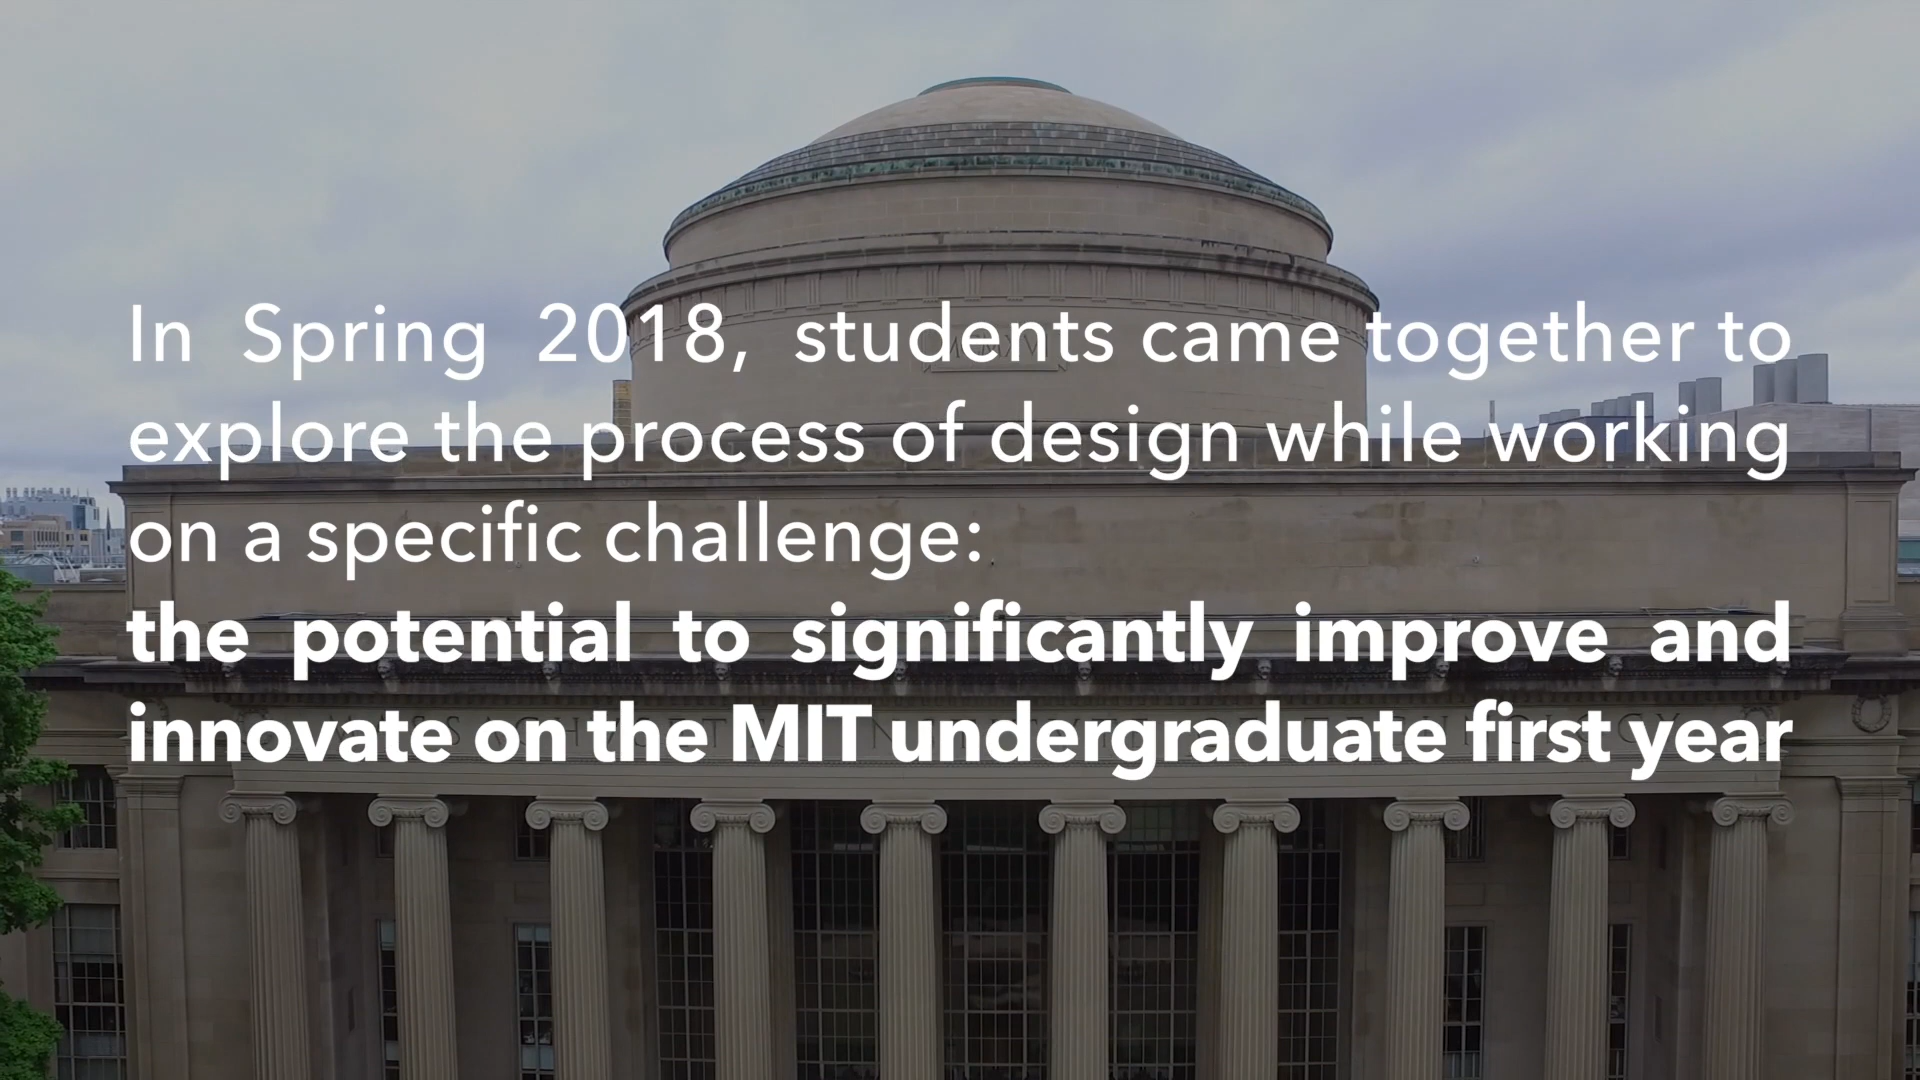 In Spring 2018, students came together to
explore the process of design while working
on a specific challenge:
the potential to significantly improve and
innovate on the MIT undergraduate first year